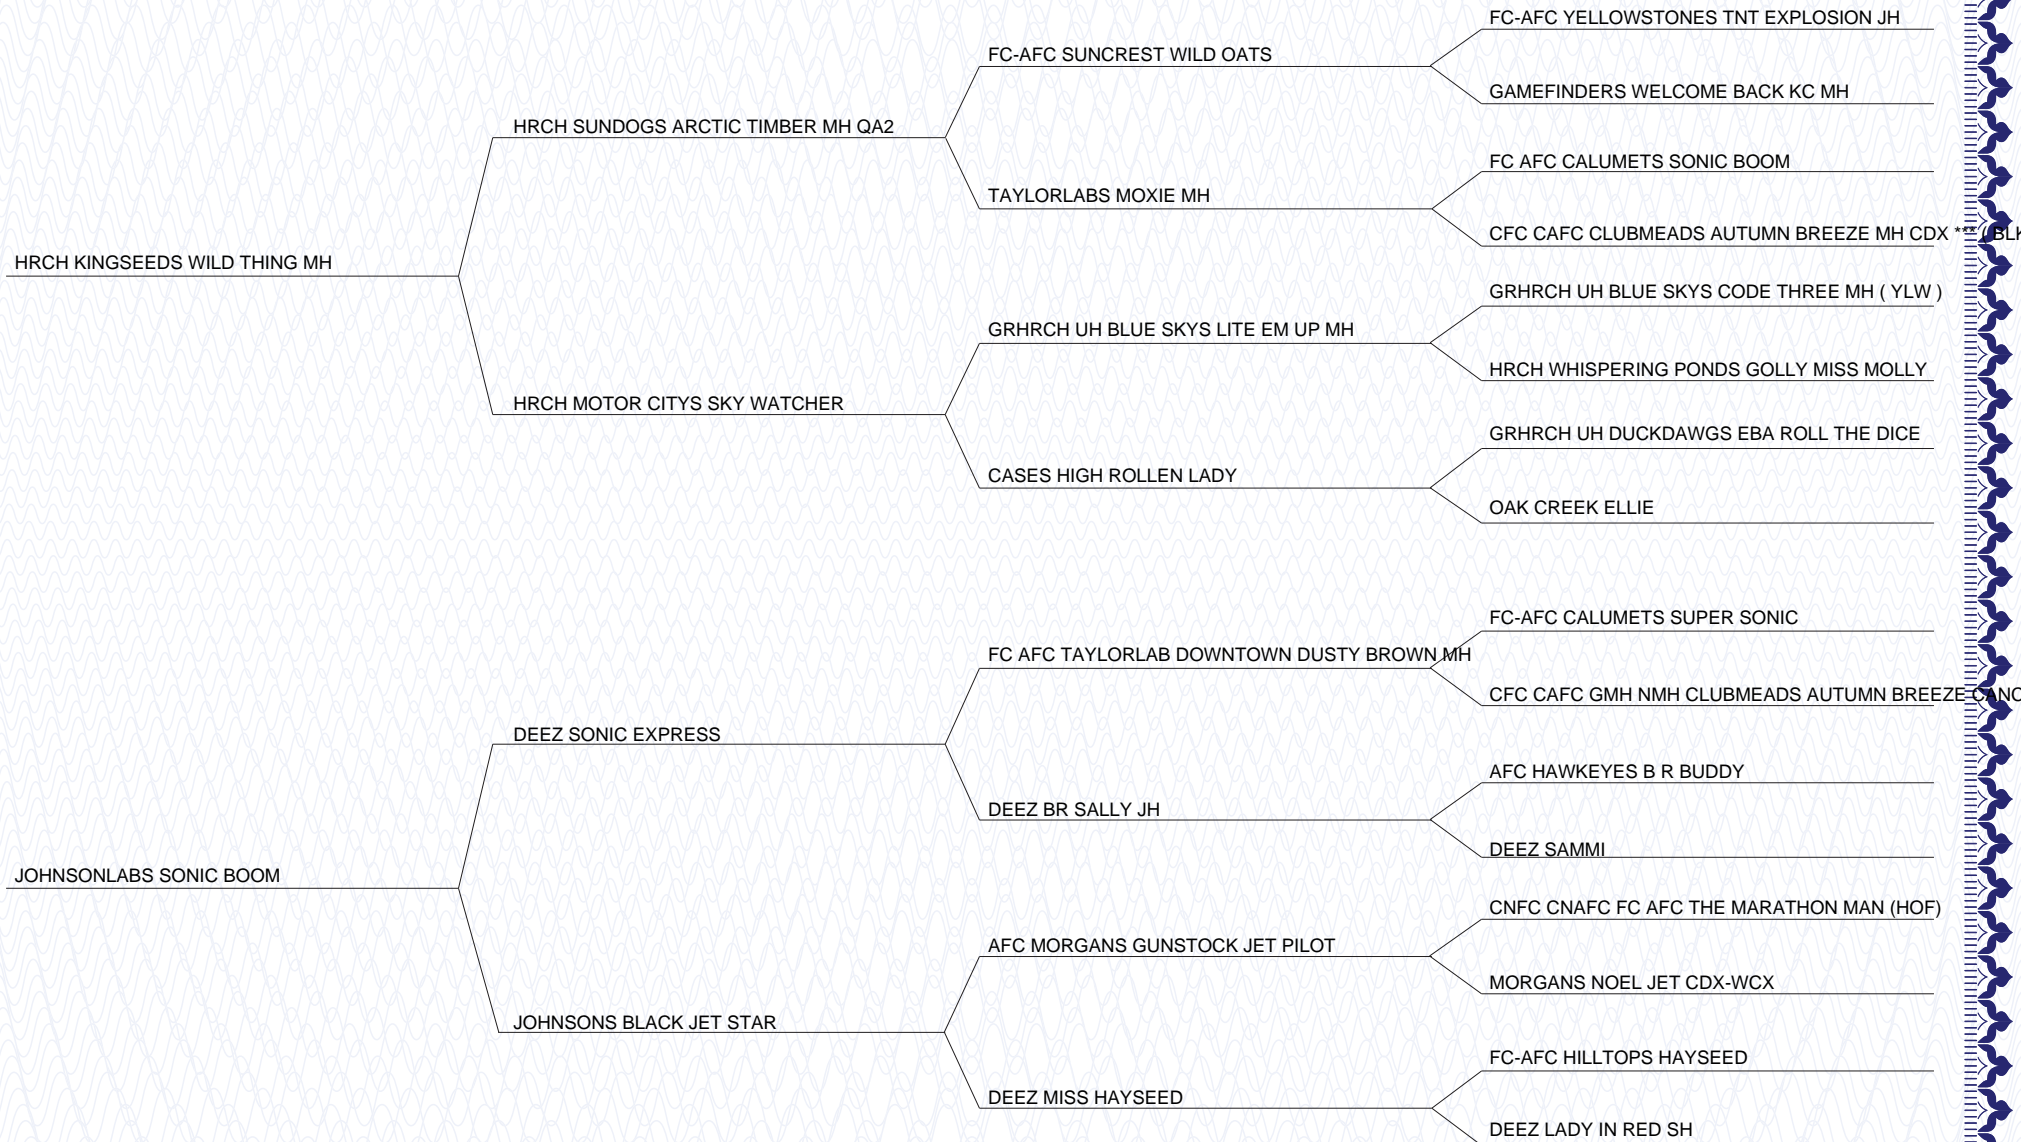 FC-AFC YELLOWSTONES TNT EXPLOSION JH
FC-AFC SUNCREST WILD OATS
GAMEFINDERS WELCOME BACK KC MH
HRCH SUNDOGS ARCTIC TIMBER MH QA2
FC AFC CALUMETS SONIC BOOM
TAYLORLABS MOXIE MH
CFC CAFC CLUBMEADS AUTUMN BREEZE MH CDX *** ( BLK
HRCH KINGSEEDS WILD THING MH
GRHRCH UH BLUE SKYS CODE THREE MH ( YLW )
GRHRCH UH BLUE SKYS LITE EM UP MH
HRCH WHISPERING PONDS GOLLY MISS MOLLY
HRCH MOTOR CITYS SKY WATCHER
GRHRCH UH DUCKDAWGS EBA ROLL THE DICE
CASES HIGH ROLLEN LADY
OAK CREEK ELLIE
FC-AFC CALUMETS SUPER SONIC
FC AFC TAYLORLAB DOWNTOWN DUSTY BROWN MH
CFC CAFC GMH NMH CLUBMEADS AUTUMN BREEZE CANC
DEEZ SONIC EXPRESS
AFC HAWKEYES B R BUDDY
DEEZ BR SALLY JH
DEEZ SAMMI
JOHNSONLABS SONIC BOOM
CNFC CNAFC FC AFC THE MARATHON MAN (HOF)
AFC MORGANS GUNSTOCK JET PILOT
MORGANS NOEL JET CDX-WCX
JOHNSONS BLACK JET STAR
FC-AFC HILLTOPS HAYSEED
DEEZ MISS HAYSEED
DEEZ LADY IN RED SH